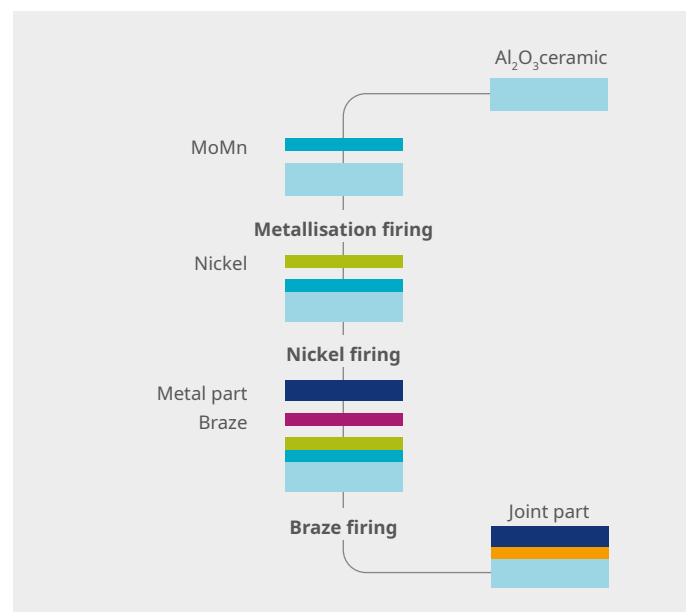 Al₂O₃ceramic
MoMn
Metallisation firing
Nickel
Nickel firing
Metal part
Braze
Joint part
Braze firing